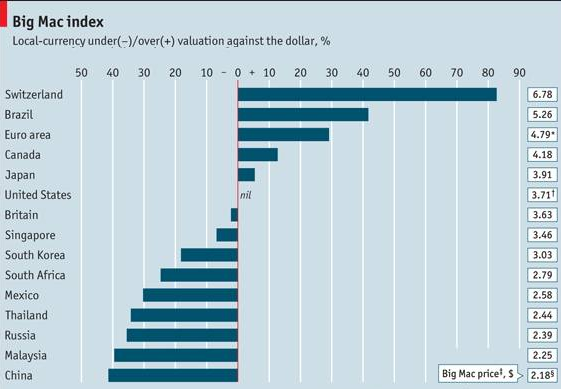 Big Mac index
Local-currency under(−)/over(+) valuation against the dollar, %
50 40 30 20 10 − 0 + 10 20 30 40 50 60 70 80 90
Switzerland 6.78
Brazil 5.26
Euro area 4.79*
Canada 4.18
Japan 3.91
United States nil 3.71†
Britain 3.63
Singapore 3.46
South Korea 3.03
South Africa 2.79
Mexico 2.58
Thailand 2.44
Russia 2.39
Malaysia 2.25
China Big Mac price‡, $ 2.18§